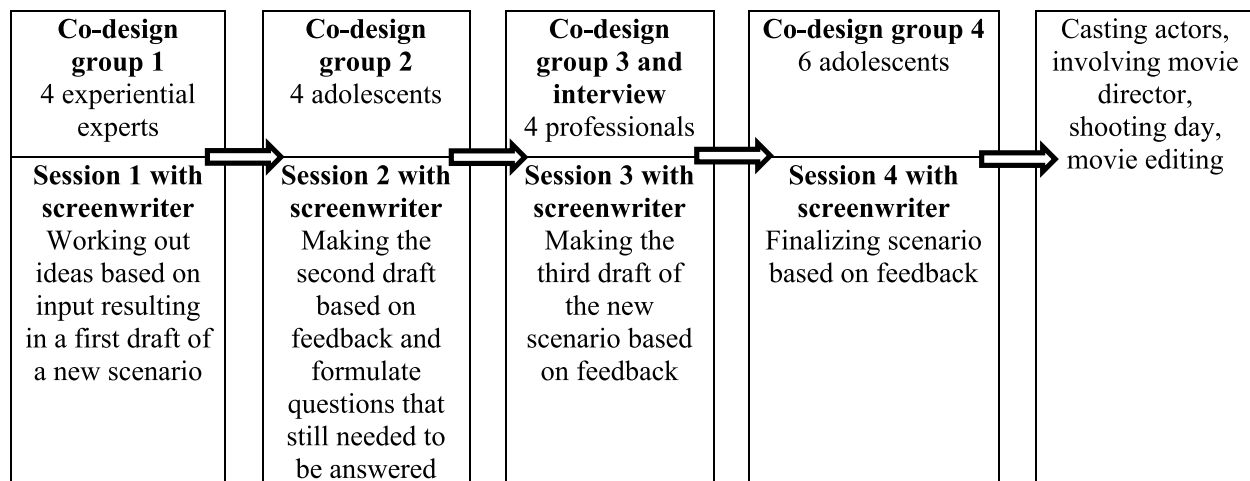 Co-design
group 1
4 experiential
experts
Session 1 with
screenwriter
Working out
ideas based on
input resulting
in a first draft of
a new scenario
Co-design
group 2
4 adolescents
Session 2 with
screenwriter
Making the
second draft
based on
feedback and
formulate
questions that
still needed to
be answered
Co-design
group 3 and
interview
4 professionals
Session 3 with
screenwriter
Making the
third draft of
the new
scenario based
on feedback
Co-design group 4
6 adolescents
Session 4 with
screenwriter
Finalizing scenario
based on feedback
Casting actors,
involving movie
director,
shooting day,
movie editing